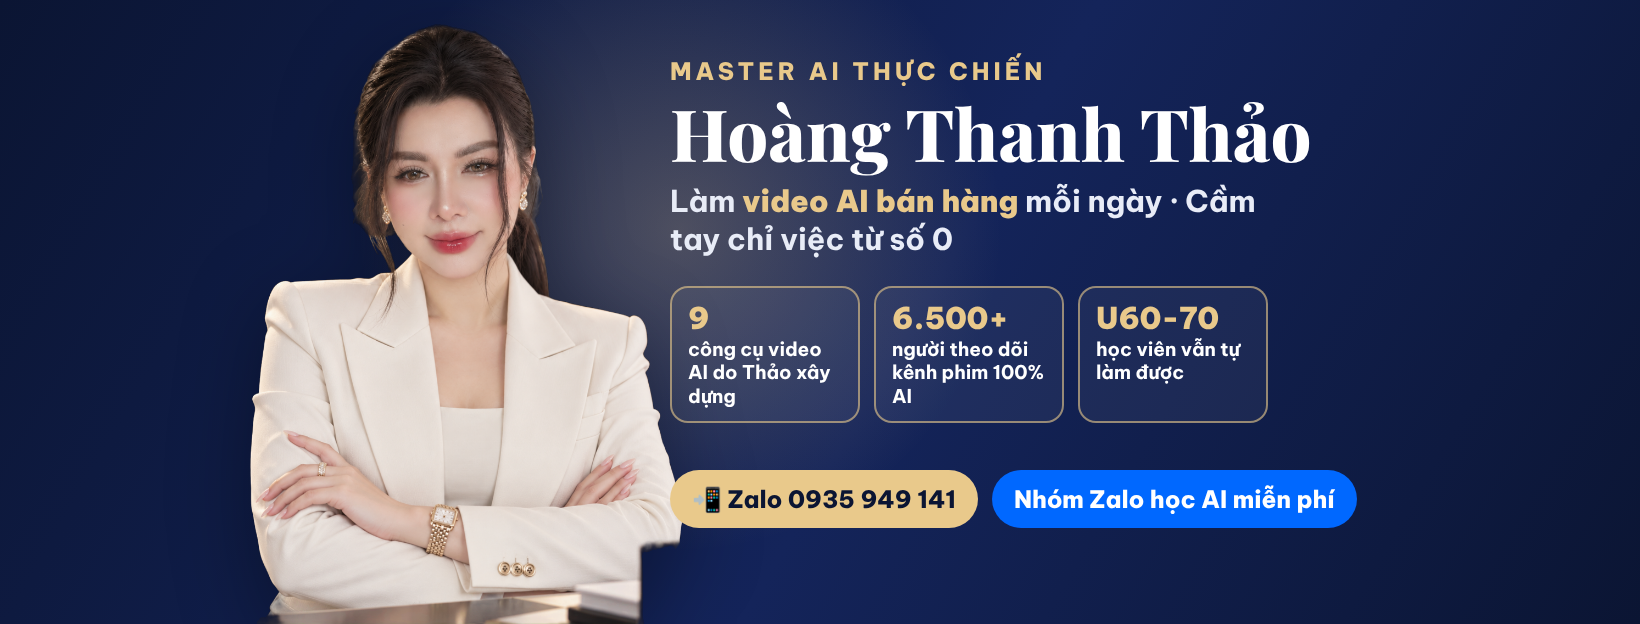 MASTER AI THỰC CHIẾN
Hoàng Thanh Thảo
Làm video AI bán hàng mỗi ngày · Cầm
tay chỉ việc từ số 0
9
công cụ video
AI do Thảo xây
dựng
6.500+
người theo dõi
kênh phim 100%
AI
U60-70
học viên vẫn tự
làm được
📲 Zalo 0935 949 141
Nhóm Zalo học AI miễn phí